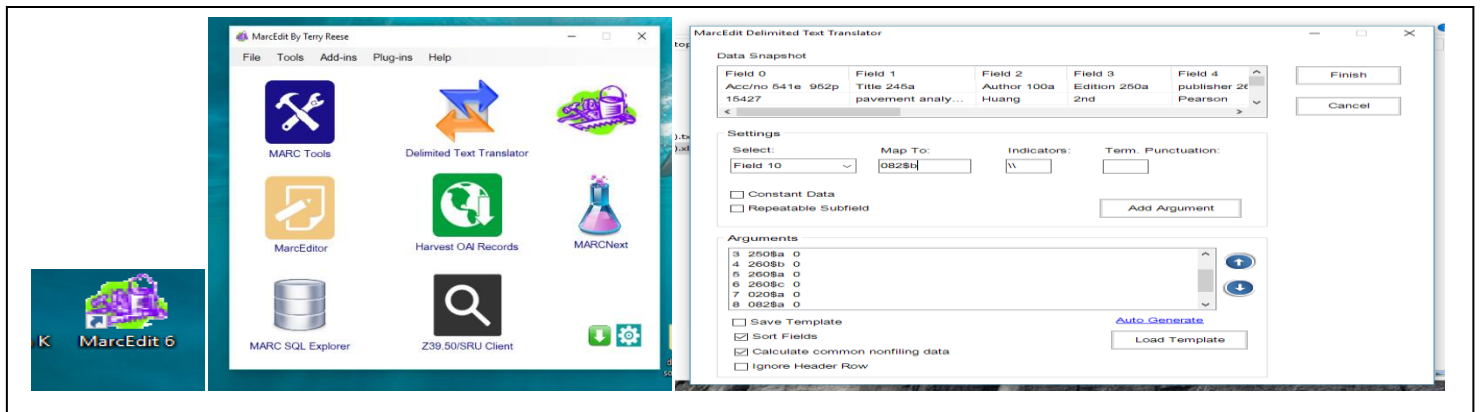 K MarcEdit 6
MarcEdit By Terry Reese
File Tools Add-ins Plug-ins Help
MARC Tools
Delimited Text Translator
MarcEditor
Harvest OAI Records
MARCNext
MARC SQL Explorer
Z39.50/SRU Client
MarcEdit Delimited Text Translator
Data Snapshot
Field 0 Field 1 Field 2 Field 3 Field 4
Acc/no 541e 952p Title 245a Author 100a Edition 250a publisher 26
15427 pavement analy... Huang 2nd Pearson
Finish
Cancel
Settings
Select: Map To: Indicators: Term. Punctuation:
Field 10 082$b \\
Constant Data
Repeatable Subfield
Add Argument
Arguments
3 250$a 0
4 260$b 0
5 260$a 0
6 260$c 0
7 020$a 0
8 082$a 0
Save Template
Auto Generate
Sort Fields
Load Template
Calculate common nonfiling data
Ignore Header Row